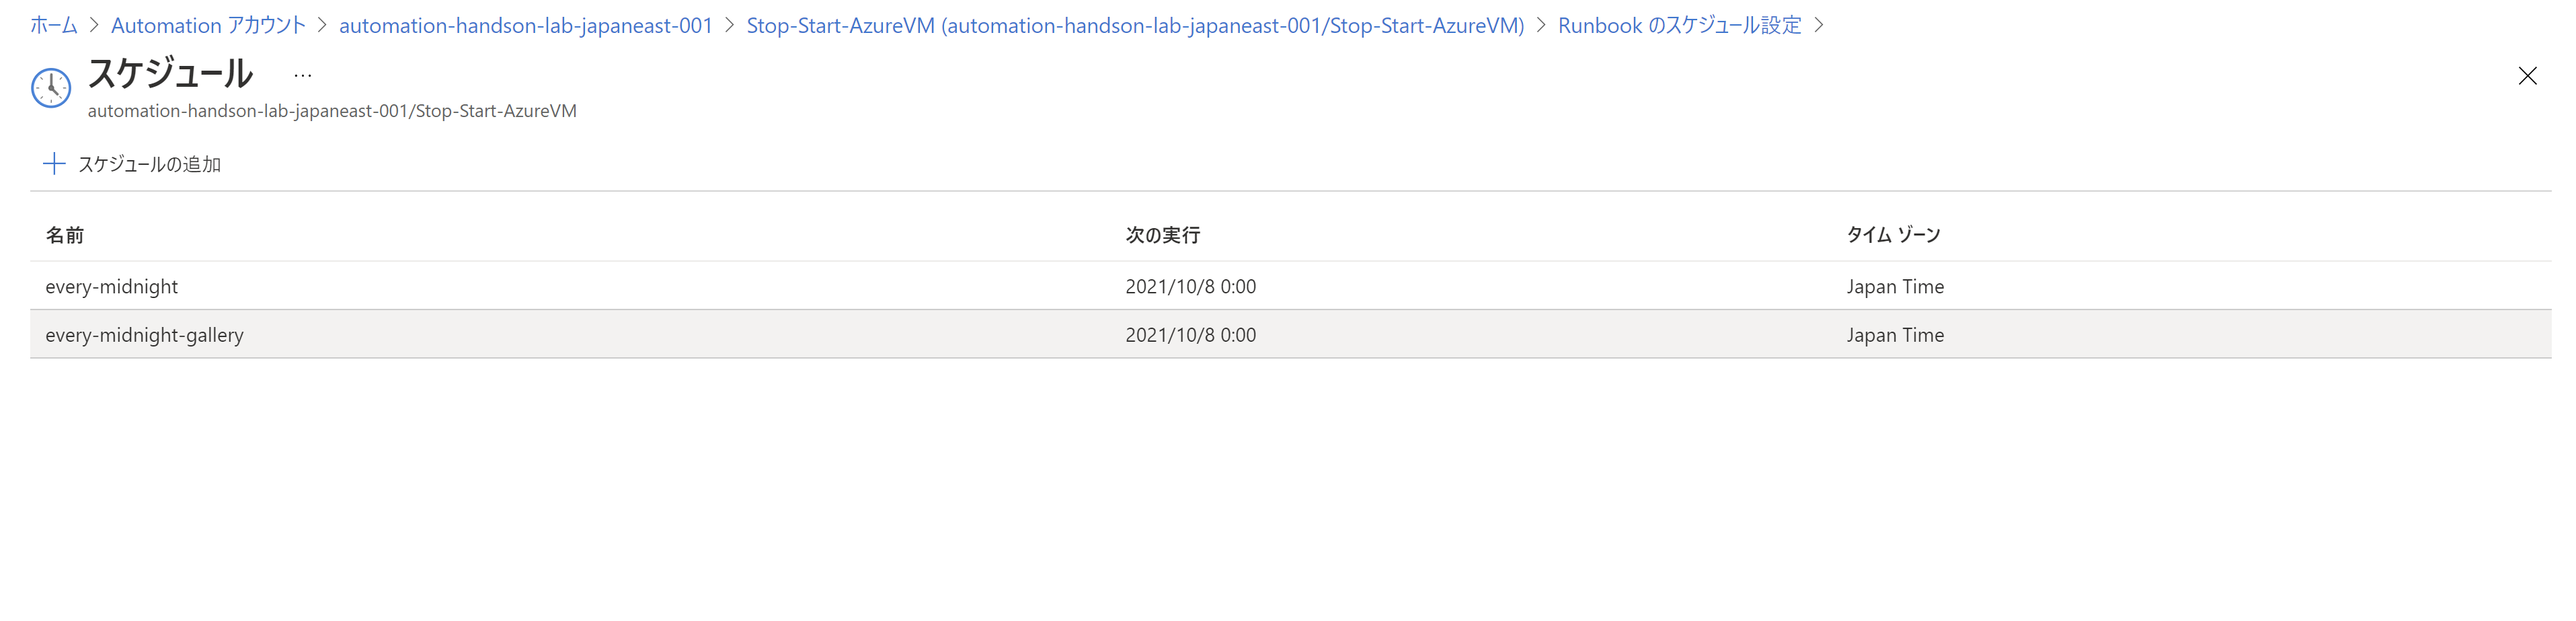 ホーム > Automation アカウント > automation-handson-lab-japaneast-001 > Stop-Start-AzureVM (automation-handson-lab-japaneast-001/Stop-Start-AzureVM) > Runbook のスケジュール設定 >
スケジュール ...
automation-handson-lab-japaneast-001/Stop-Start-AzureVM
スケジュールの追加
名前 次の実行 タイム ゾーン
every-midnight 2021/10/8 0:00 Japan Time
every-midnight-gallery 2021/10/8 0:00 Japan Time